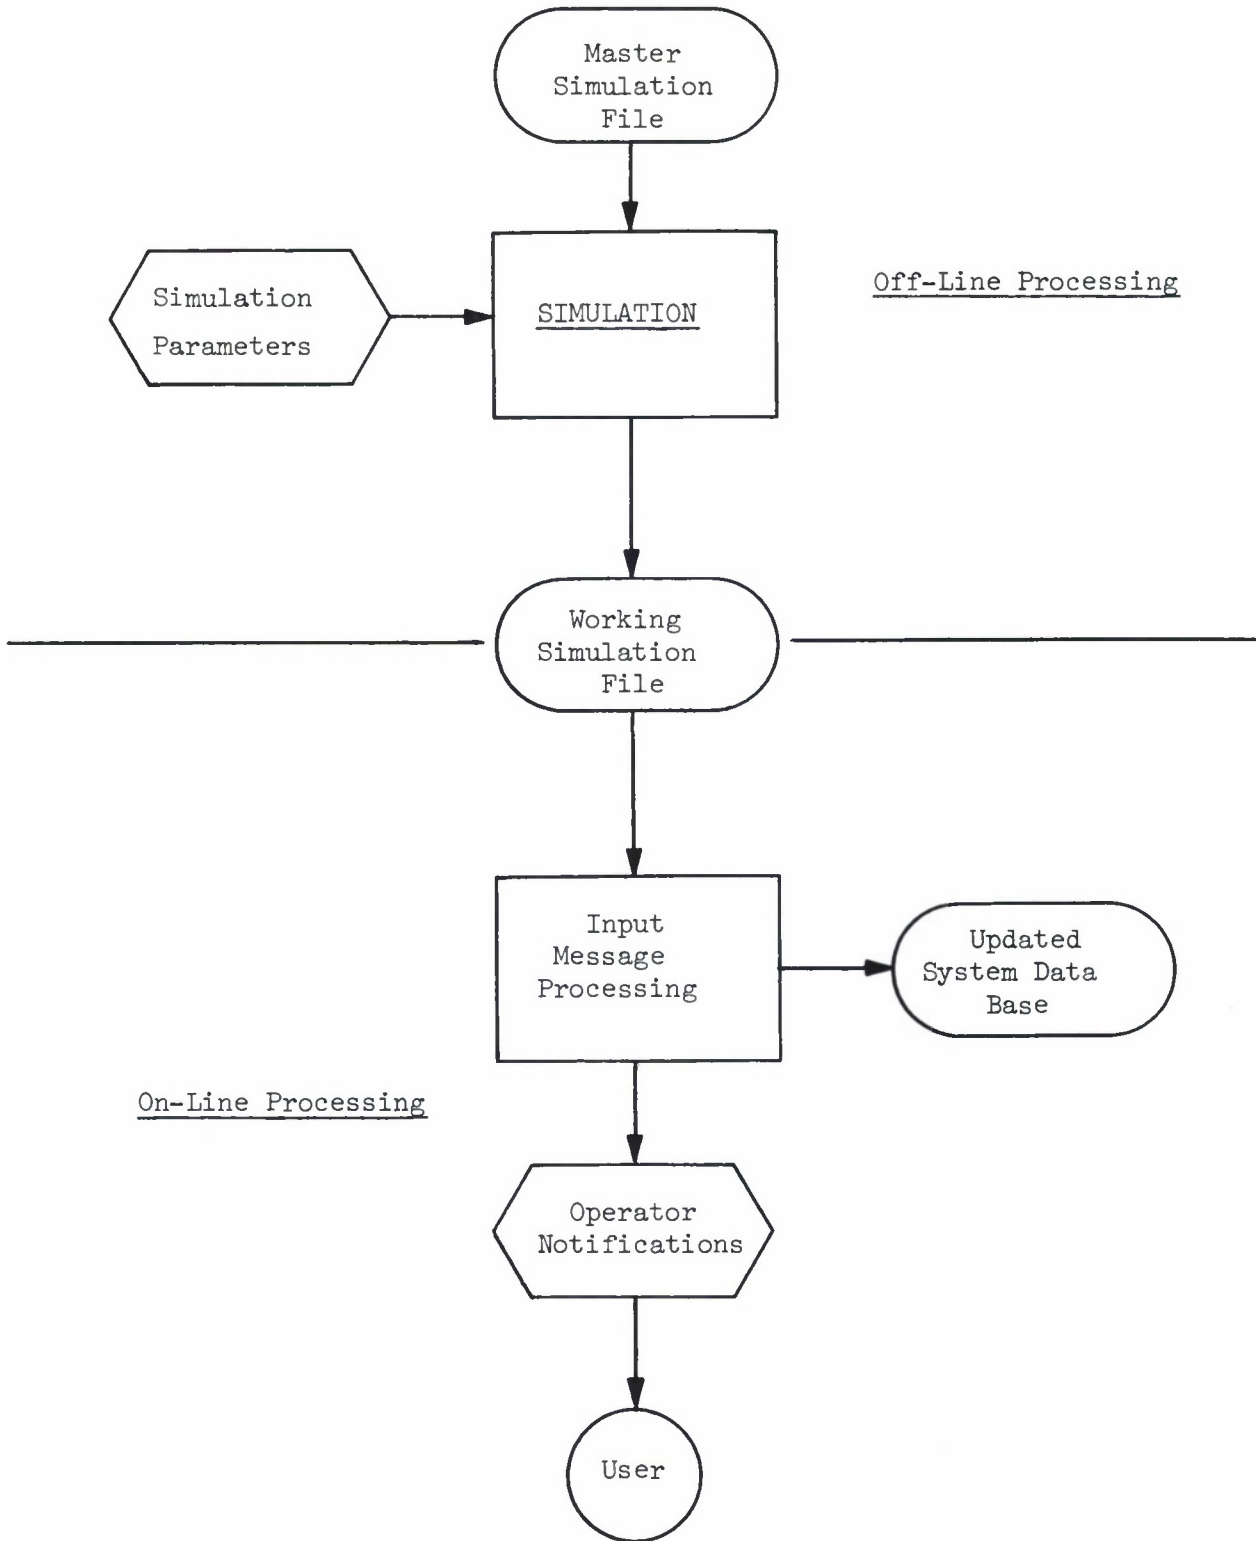 Master
Simulation
File
Simulation
Parameters
SIMULATION
Off-Line Processing
Working
Simulation
File
Input
Message
Processing
Updated
System Data
Base
On-Line Processing
Operator
Notifications
User